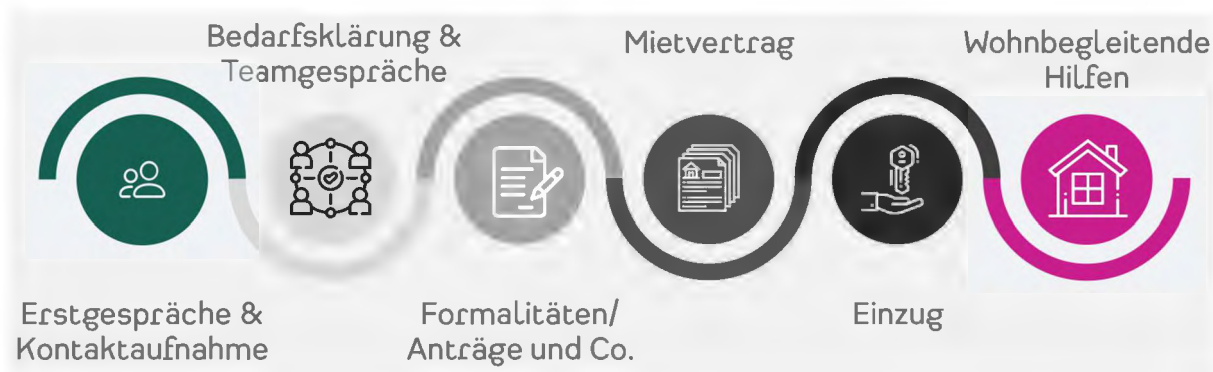 Bedarfsklärung &
Teamgespräche
Mietvertrag
Wohnbegleitende
Hilfen
Erstgespräche &
Kontaktaufnahme
Formalitäten/
Anträge und Co.
Einzug